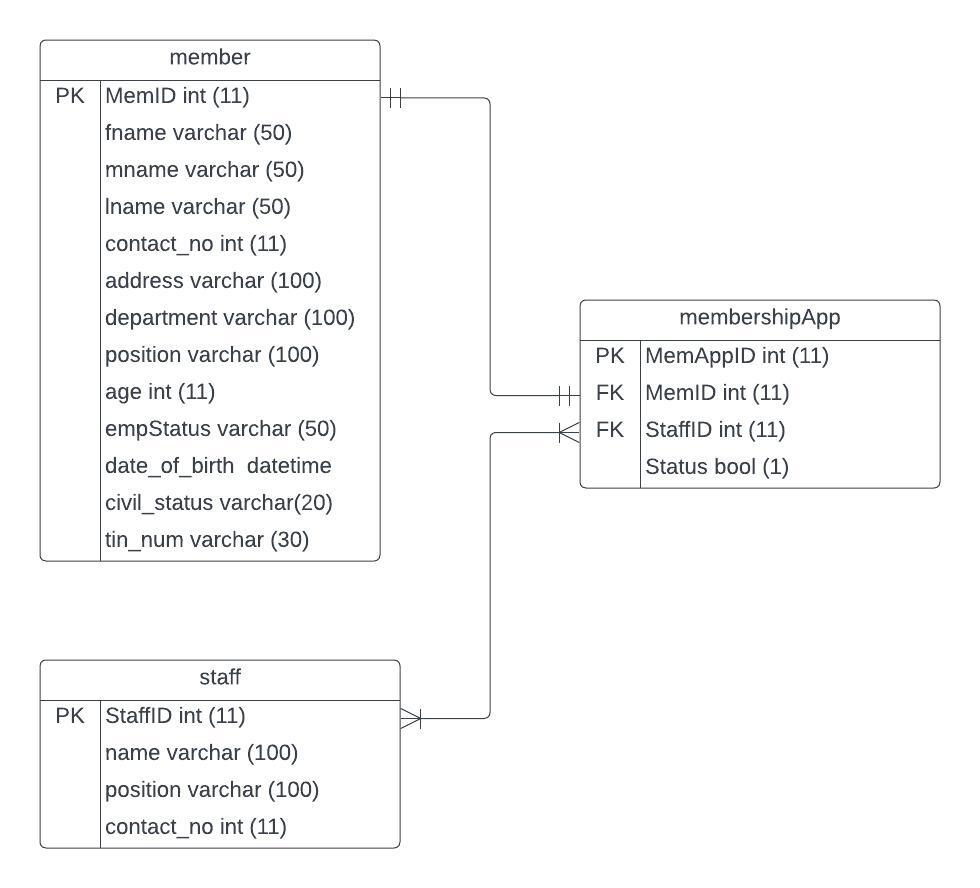 member
PK MemID int (11)
fname varchar (50)
mname varchar (50)
lname varchar (50)
contact_no int (11)
address varchar (100)
department varchar (100)
position varchar (100)
age int (11)
empStatus varchar (50)
date_of_birth  datetime
civil_status varchar(20)
tin_num varchar (30)
membershipApp
PK MemAppID int (11)
FK MemID int (11)
FK StaffID int (11)
Status bool (1)
staff
PK StaffID int (11)
name varchar (100)
position varchar (100)
contact_no int (11)